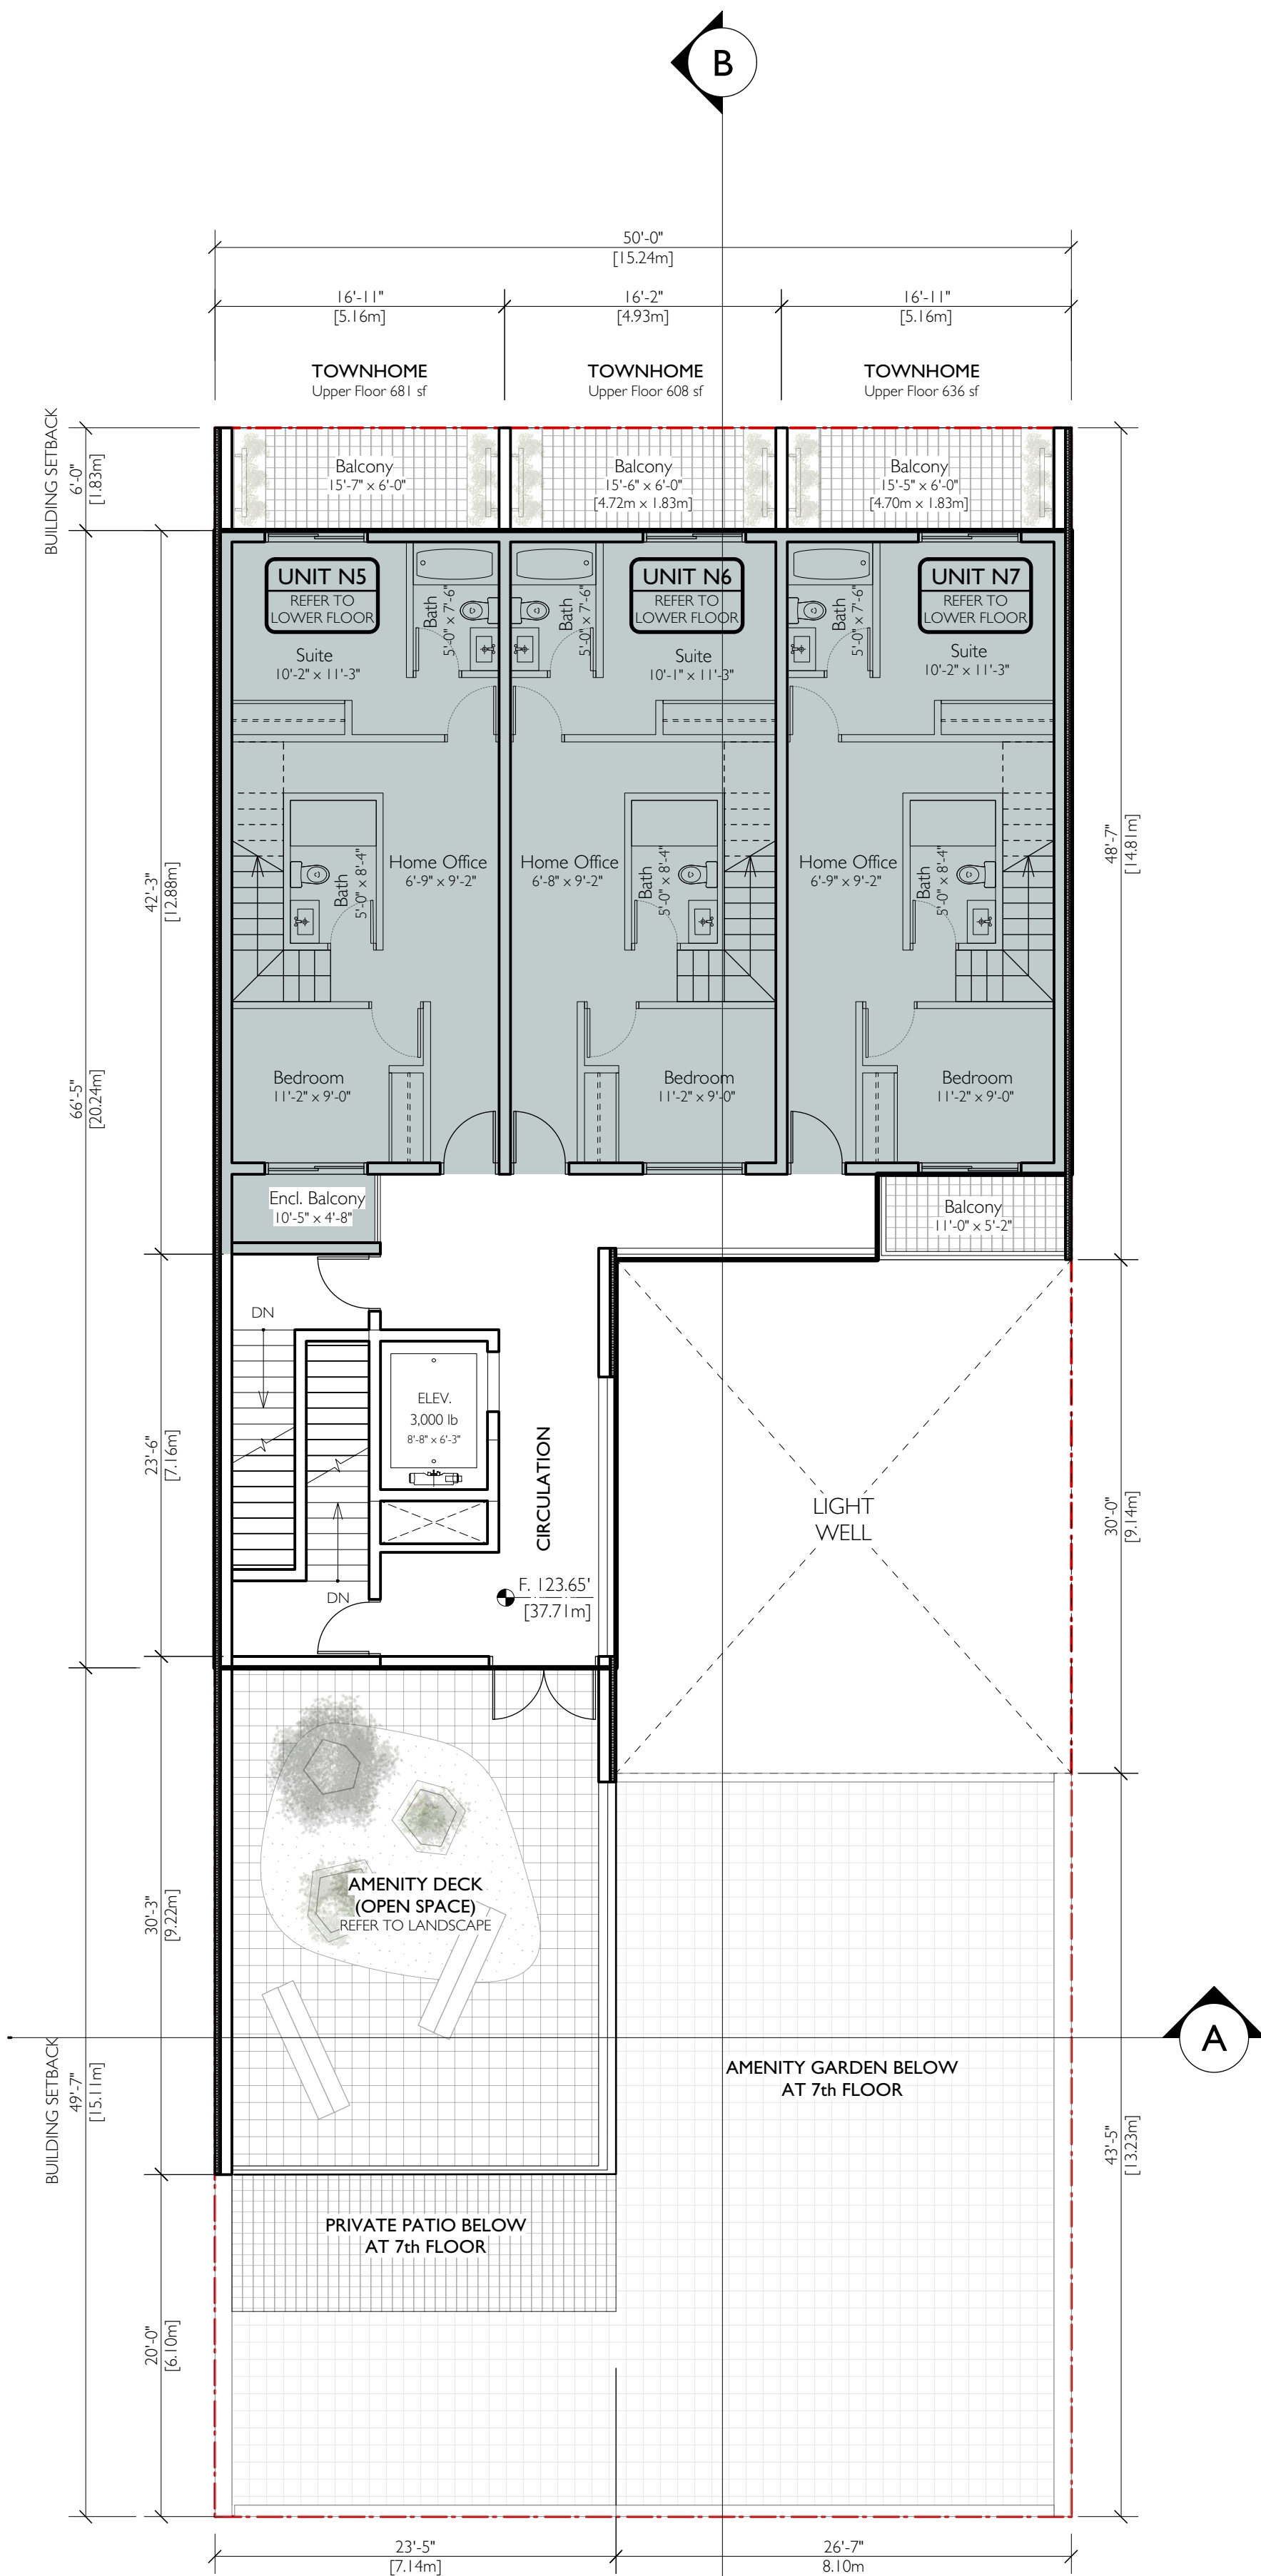 B
50'-0"
[15.24m]
16'-11"
[5.16m]
16'-2"
[4.93m]
16'-11"
[5.16m]
TOWNHOME
Upper Floor 681 sf
TOWNHOME
Upper Floor 608 sf
TOWNHOME
Upper Floor 636 sf
BUILDING SETBACK
6'-0"
[1.83m]
Balcony
15'-7" x 6'-0"
Balcony
15'-6" x 6'-0"
[4.72m x 1.83m]
Balcony
15'-5" x 6'-0"
[4.70m x 1.83m]
UNIT N5
REFER TO
LOWER FLOOR
Bath
5'-0" x 7'-6"
Bath
5'-0" x 7'-6"
UNIT N6
REFER TO
LOWER FLOOR
Bath
5'-0" x 7'-6"
UNIT N7
REFER TO
LOWER FLOOR
Suite
10'-2" x 11'-3"
Suite
10'-1" x 11'-3"
Suite
10'-2" x 11'-3"
42'-3"
[12.88m]
48'-7"
[14.81m]
Bath
5'-0" x 8'-4"
Home Office
6'-9" x 9'-2"
Home Office
6'-8" x 9'-2"
Bath
5'-0" x 8'-4"
Home Office
6'-9" x 9'-2"
Bath
5'-0" x 8'-4"
66'-5"
[20.24m]
Bedroom
11'-2" x 9'-0"
Bedroom
11'-2" x 9'-0"
Bedroom
11'-2" x 9'-0"
Encl. Balcony
10'-5" x 4'-8"
Balcony
11'-0" x 5'-2"
DN
ELEV.
3,000 lb
8'-8" x 6'-3"
23'-6"
[7.16m]
CIRCULATION
LIGHT
WELL
30'-0"
[9.14m]
DN
F. 123.65'
[37.71m]
AMENITY DECK
(OPEN SPACE)
REFER TO LANDSCAPE
30'-3"
[9.22m]
A
BUILDING SETBACK
49'-7"
[15.11m]
AMENITY GARDEN BELOW
AT 7th FLOOR
43'-5"
[13.23m]
PRIVATE PATIO BELOW
AT 7th FLOOR
20'-0"
[6.10m]
23'-5"
[7.14m]
26'-7"
8.10m